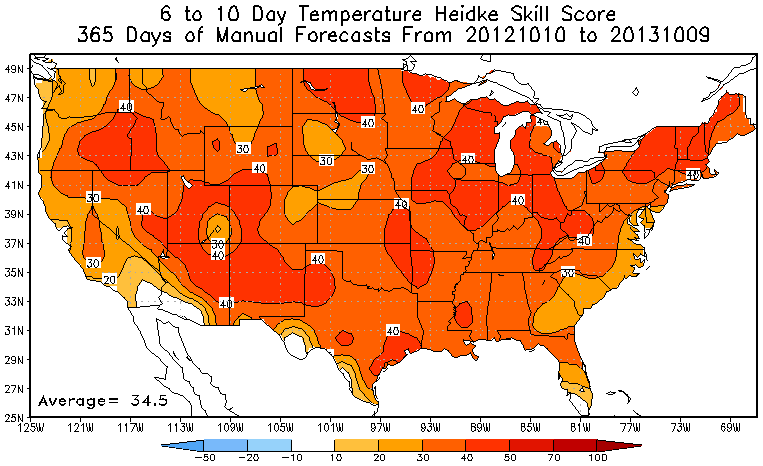 6 to 10 Day Temperature Heidke Skill Score
365 Days of Manual Forecasts From 20121010 to 20131009
49N
47N
45N
43N
41N
39N
37N
35N
33N
31N
29N
27N
25N
40 40 40 40
30 30 30 40 40
30 40 40 40 40
30 40 40
30 20 40 30
40 40
Average= 34.5
125W 121W 117W 113W 109W 105W 101W 97W 93W 89W 85W 81W 77W 73W 69W
-50 -20 -10 10 20 30 40 50 70 100